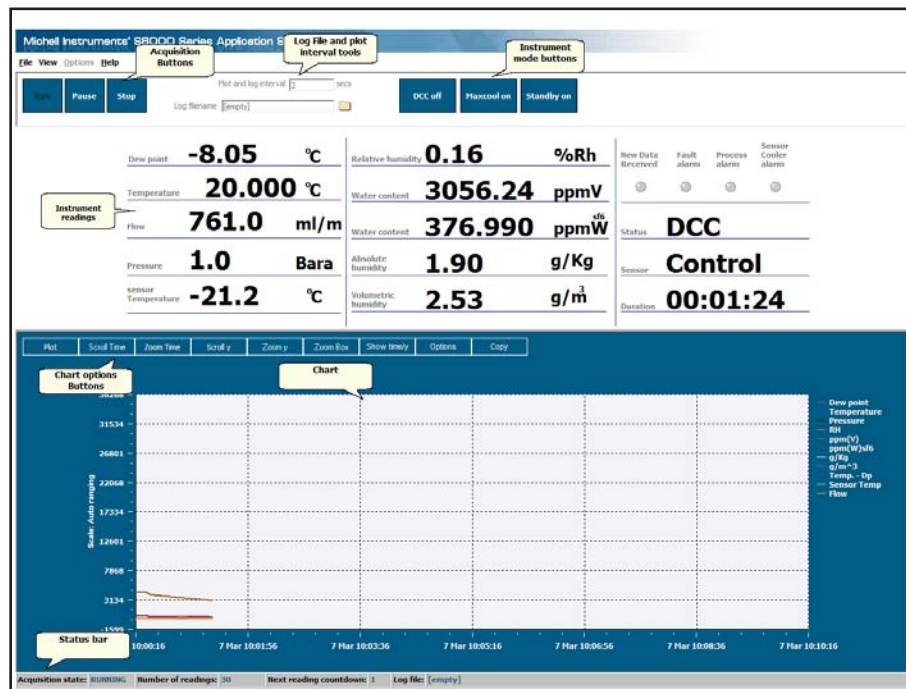 Michell Instruments' S8000 Series Application S
File View Options Help
Acquisition
Buttons
Log File and plot
interval tools
Instrument
mode buttons
Run
Pause
Stop
Plot and log interval 2 secs
Log filename [empty]
DCC off
Maxcool on
Standby on
Instrument
readings
Dew point -8.05 °C
Temperature 20.000 °C
Flow 761.0 ml/m
Pressure 1.0 Bara
sensor
Temperature -21.2 °C
Relative humidity 0.16 %Rh
Water content 3056.24 ppmV
Water content 376.990 ppmW sf6
Absolute
humidity 1.90 g/Kg
Volumetric
humidity 2.53 g/m3
New Data
Received
Fault
alarm
Process
alarm
Sensor
Cooler
alarm
Status DCC
Sensor Control
Duration 00:01:24
Plot
Scroll Time
Zoom Time
Scroll y
Zoom y
Zoom Box
Show time/y
Options
Copy
Chart options
Buttons
Chart
36268
31534
26801
22068
17334
12601
7868
3134
-1599
Scale: Auto ranging
Dew point
Temperature
Pressure
RH
ppm(V)
ppm(W)sf6
g/Kg
g/m^3
Temp. - Dp
Sensor Temp
Flow
Status bar
10:00:16
7 Mar 10:01:56
7 Mar 10:03:36
7 Mar 10:05:16
7 Mar 10:06:56
7 Mar 10:08:36
7 Mar 10:10:16
Acquisition state: RUNNING Number of readings: 30 Next reading countdown: 1 Log file: [empty]